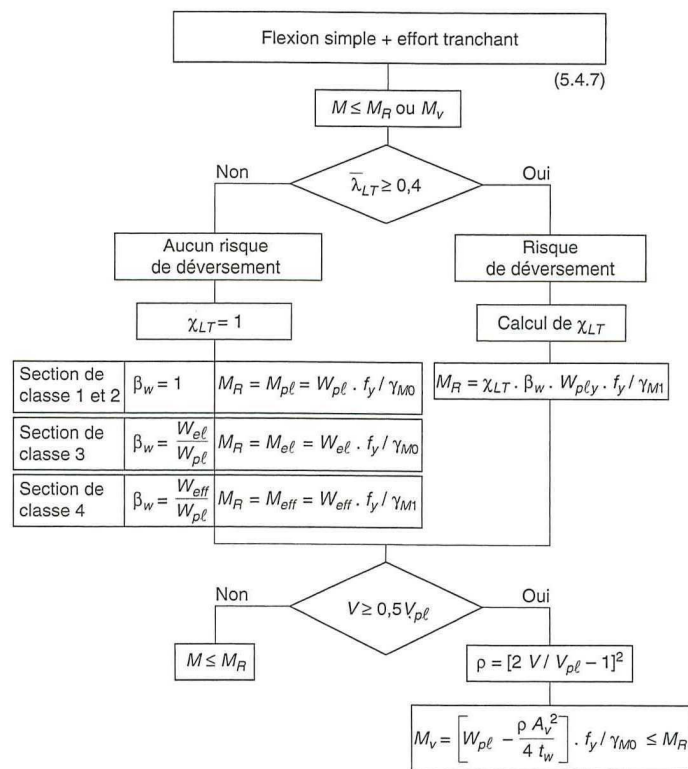 Flexion simple + effort tranchant
(5.4.7)
M ≤ M_R ou M_v
Non
λ̄_LT ≥ 0,4
Oui
Aucun risque
de déversement
Risque
de déversement
χ_LT = 1
Calcul de χ_LT
Section de
classe 1 et 2
β_w = 1
M_R = M_pℓ = W_pℓ . f_y / γ_M0
M_R = χ_LT . β_w . W_pℓy . f_y / γ_M1
Section de
classe 3
β_w = W_eℓ / W_pℓ
M_R = M_eℓ = W_eℓ . f_y / γ_M0
Section de
classe 4
β_w = W_eff / W_pℓ
M_R = M_eff = W_eff . f_y / γ_M1
Non
V ≥ 0,5 V_pℓ
Oui
M ≤ M_R
ρ = [2 V / V_pℓ – 1]²
M_v = [W_pℓ – ρ A_v² / 4 t_w] . f_y / γ_M0 ≤ M_R